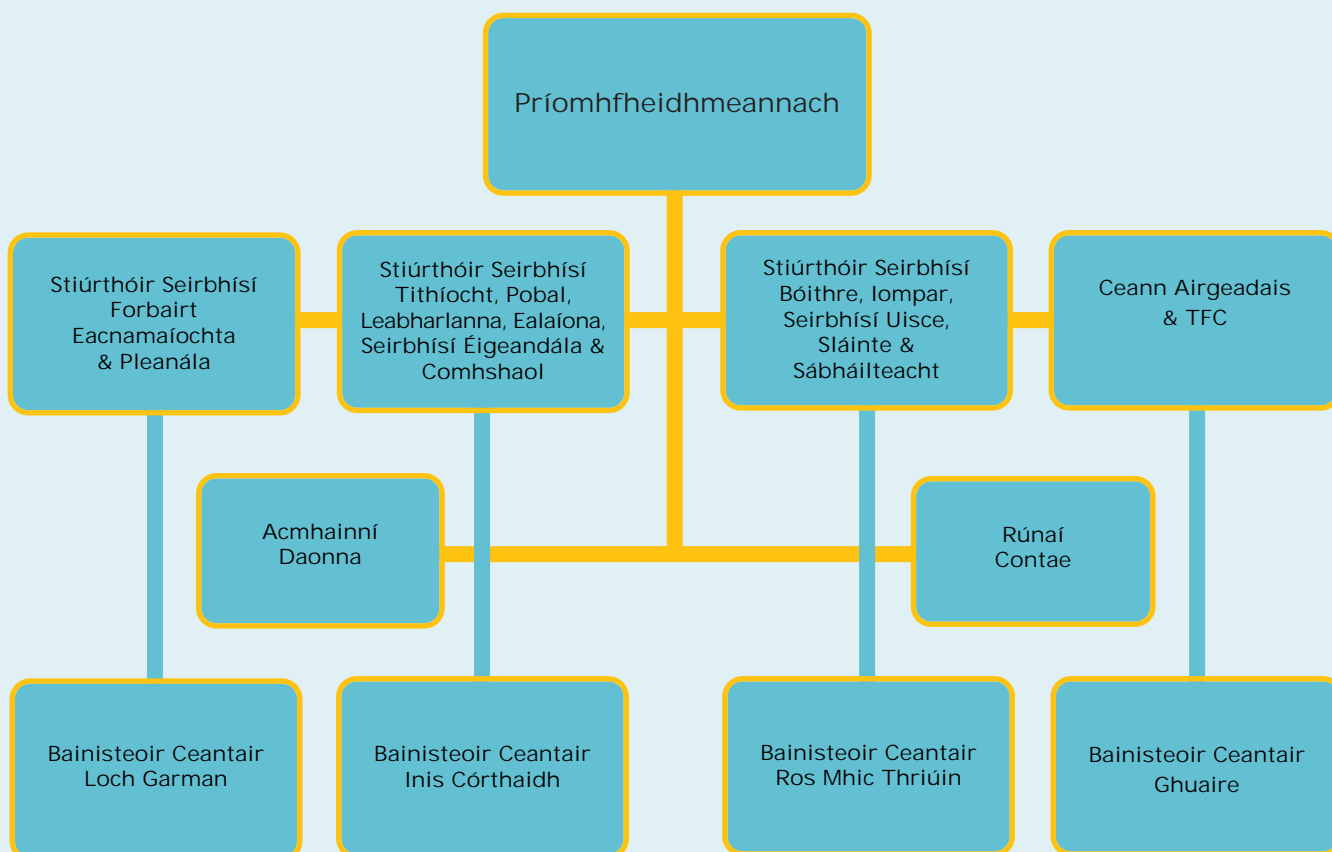 Príomhfheidhmeannach
Stiúrthóir Seirbhísí
Forbairt
Eacnamaíochta
& Pleanála
Stiúrthóir Seirbhísí
Tithíocht, Pobal,
Leabharlanna, Ealaíona,
Seirbhísí Éigeandála &
Comhshaol
Stiúrthóir Seirbhísí
Bóithre, Iompar,
Seirbhísí Uisce,
Sláinte &
Sábháilteacht
Ceann Airgeadais
& TFC
Acmhainní
Daonna
Rúnaí
Contae
Bainisteoir Ceantair
Loch Garman
Bainisteoir Ceantair
Inis Córthaidh
Bainisteoir Ceantair
Ros Mhic Thriúin
Bainisteoir Ceantair
Ghuaire